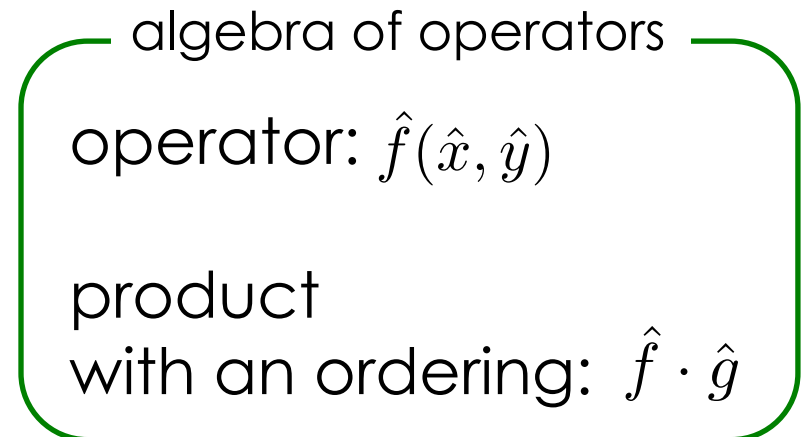 algebra of operators
operator: f̂(x̂, ŷ)
product
with an ordering: f̂ · ĝ